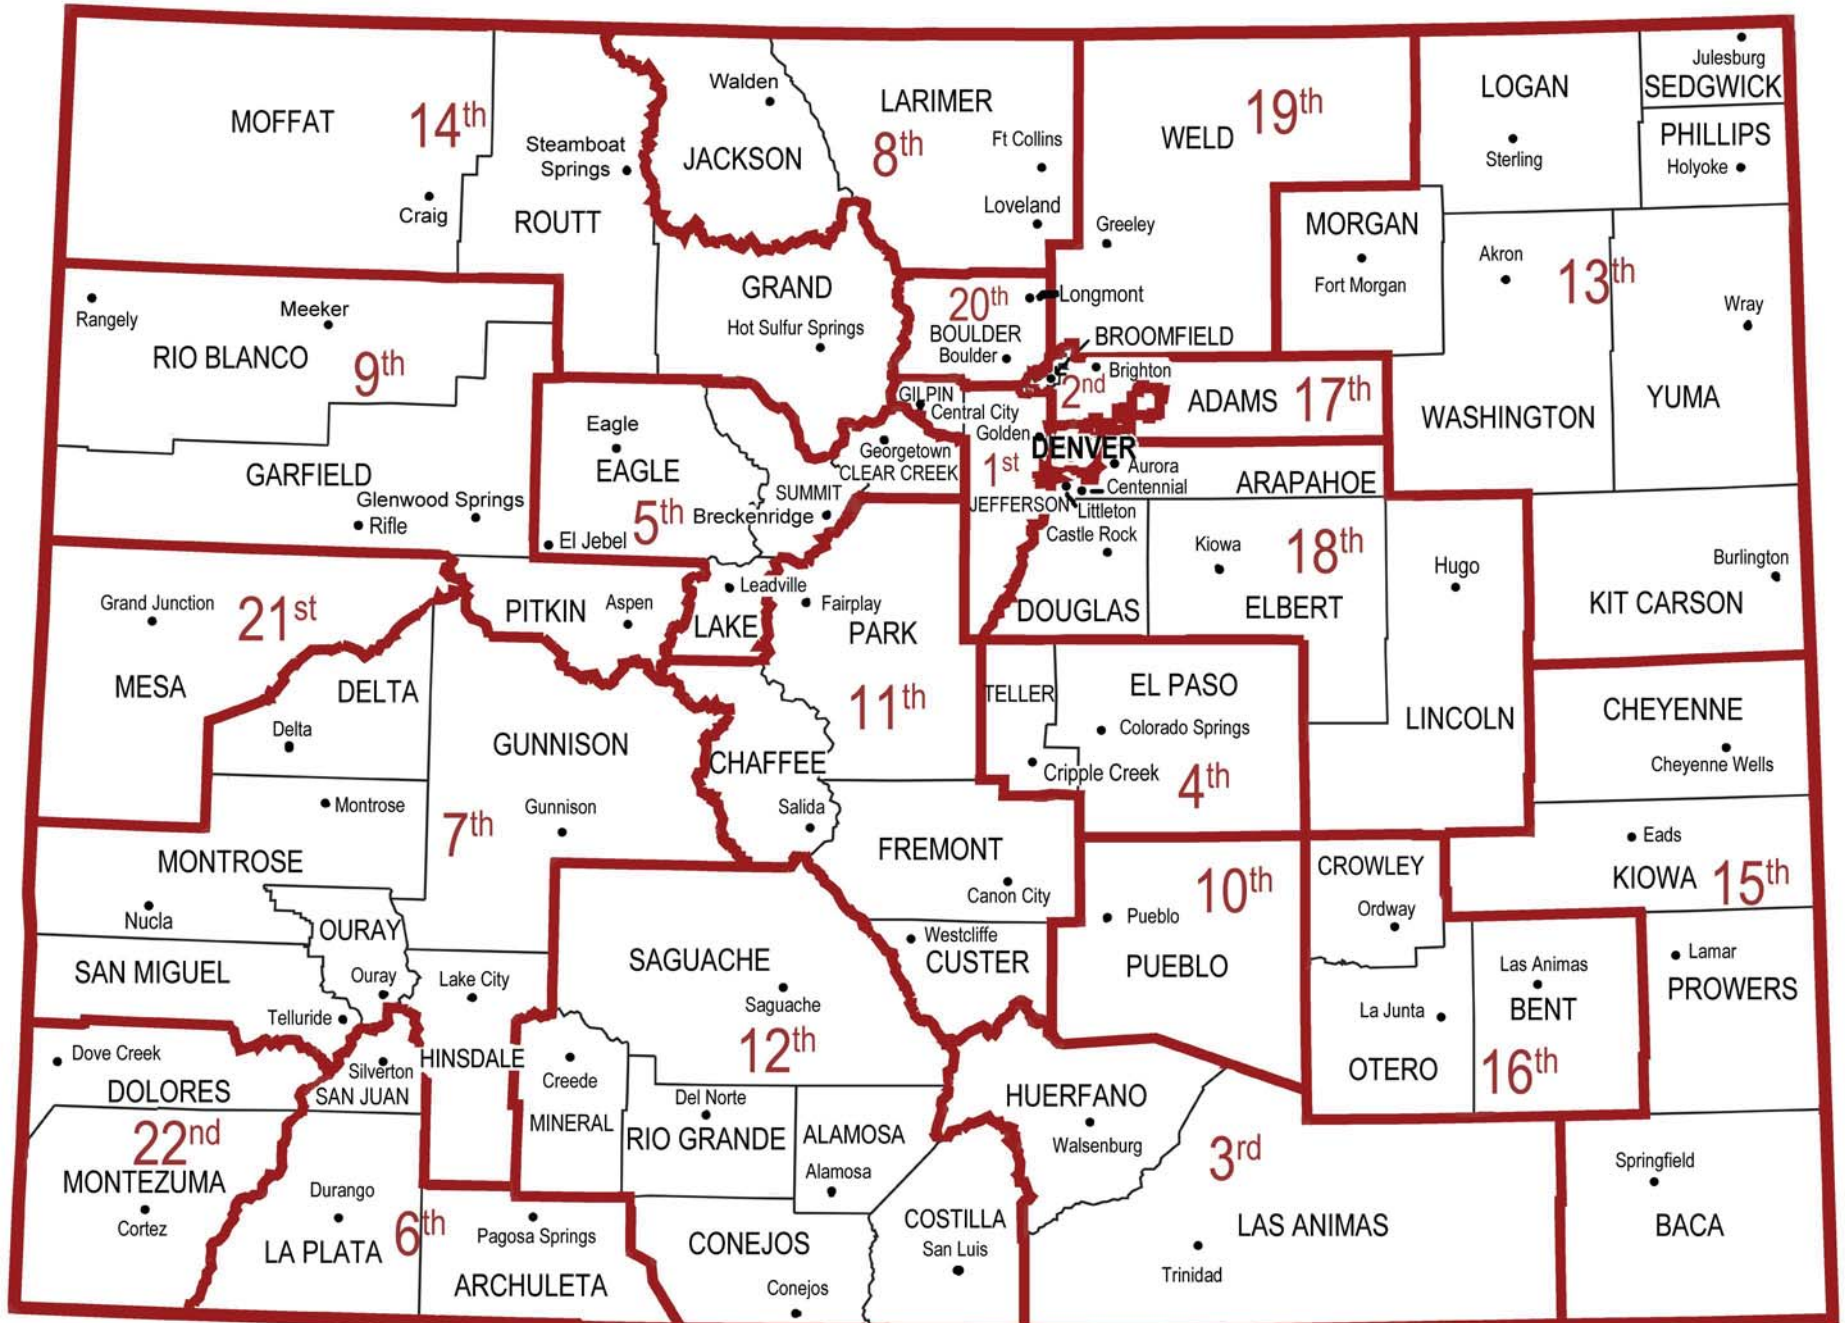 MOFFAT
14th
Craig
Steamboat
Springs
ROUTT
Walden
JACKSON
LARIMER
8th
Ft Collins
Loveland
WELD
19th
Greeley
LOGAN
Sterling
Julesburg
SEDGWICK
PHILLIPS
Holyoke
MORGAN
Fort Morgan
Akron
13th
Wray
WASHINGTON
YUMA
Rangely
Meeker
RIO BLANCO
9th
GRAND
Hot Sulfur Springs
20th
BOULDER
Boulder
Longmont
BROOMFIELD
2nd
Brighton
ADAMS
17th
GARFIELD
Glenwood Springs
Rifle
Eagle
EAGLE
5th
El Jebel
SUMMIT
Breckenridge
GILPIN
Central City
Golden
Georgetown
CLEAR CREEK
1st
JEFFERSON
DENVER
Aurora
Centennial
Littleton
ARAPAHOE
Castle Rock
DOUGLAS
Kiowa
18th
ELBERT
Hugo
LINCOLN
Burlington
KIT CARSON
Grand Junction
21st
MESA
PITKIN
Aspen
Leadville
LAKE
Fairplay
PARK
11th
DELTA
Delta
GUNNISON
Gunnison
7th
CHAFFEE
Salida
TELLER
Cripple Creek
EL PASO
Colorado Springs
4th
CHEYENNE
Cheyenne Wells
Montrose
MONTROSE
Nucla
FREMONT
Canon City
10th
Pueblo
PUEBLO
CROWLEY
Ordway
Eads
KIOWA
15th
OURAY
Ouray
SAN MIGUEL
Telluride
Lake City
HINSDALE
SAGUACHE
Saguache
12th
Westcliffe
CUSTER
La Junta
OTERO
Las Animas
BENT
16th
Lamar
PROWERS
Dove Creek
DOLORES
22nd
MONTEZUMA
Cortez
Silverton
SAN JUAN
Durango
LA PLATA
6th
Pagosa Springs
ARCHULETA
Creede
MINERAL
Del Norte
RIO GRANDE
ALAMOSA
Alamosa
CONEJOS
Conejos
COSTILLA
San Luis
HUERFANO
Walsenburg
3rd
LAS ANIMAS
Trinidad
Springfield
BACA